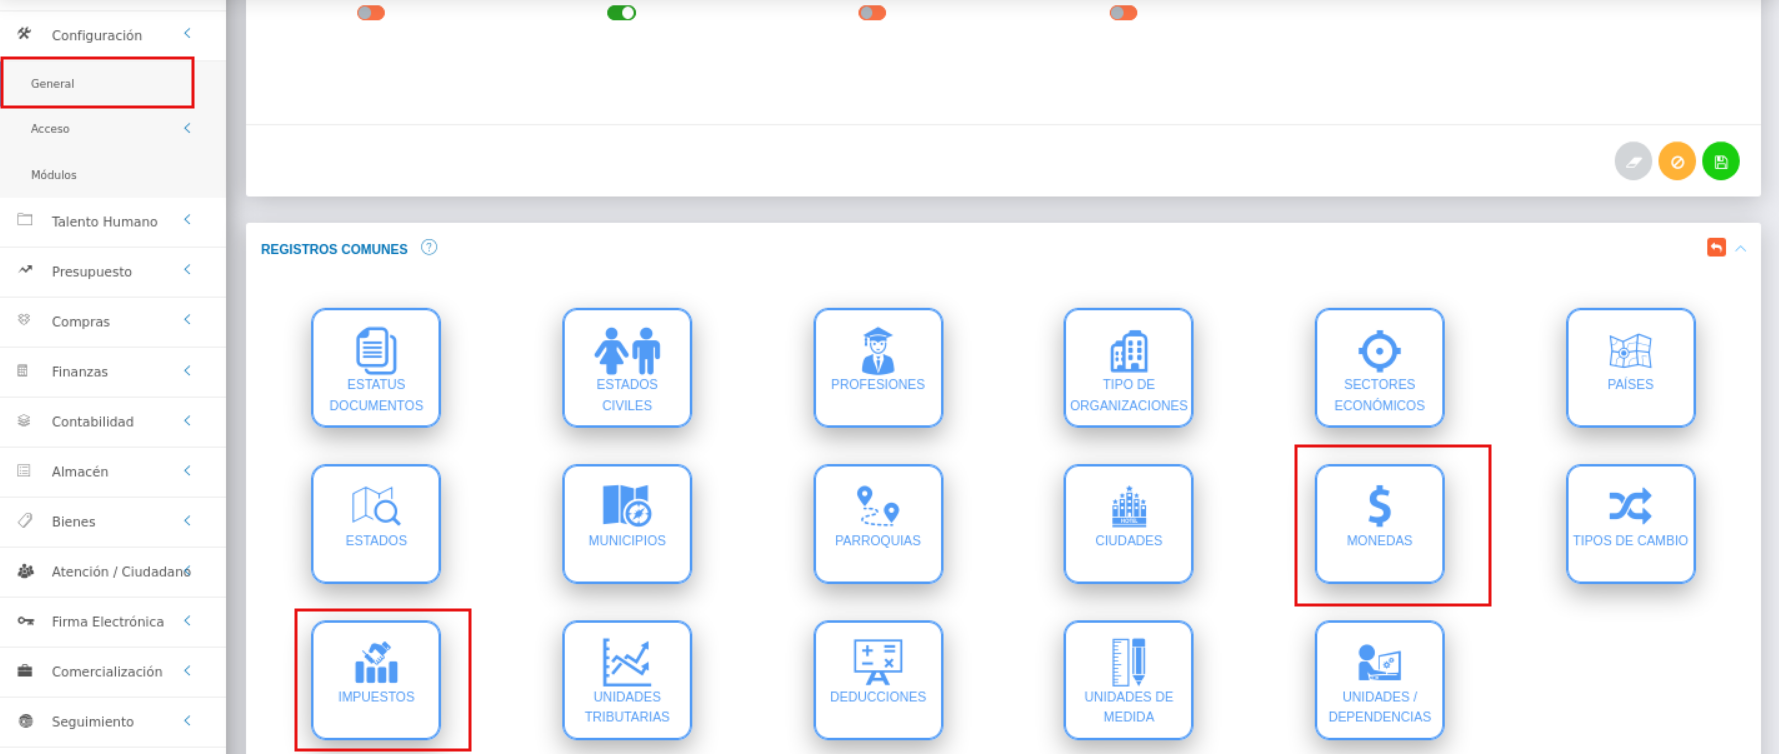 Configuración
General
Acceso
Módulos
Talento Humano
Presupuesto
Compras
Finanzas
Contabilidad
Almacén
Bienes
Atención / Ciudadano
Firma Electrónica
Comercialización
Seguimiento
REGISTROS COMUNES ?
ESTATUS
DOCUMENTOS
ESTADOS
CIVILES
PROFESIONES
TIPO DE
ORGANIZACIONES
SECTORES
ECONÓMICOS
PAÍSES
ESTADOS
MUNICIPIOS
PARROQUIAS
HOTEL
CIUDADES
$
MONEDAS
TIPOS DE CAMBIO
IMPUESTOS
UNIDADES
TRIBUTARIAS
DEDUCCIONES
UNIDADES DE
MEDIDA
UNIDADES /
DEPENDENCIAS